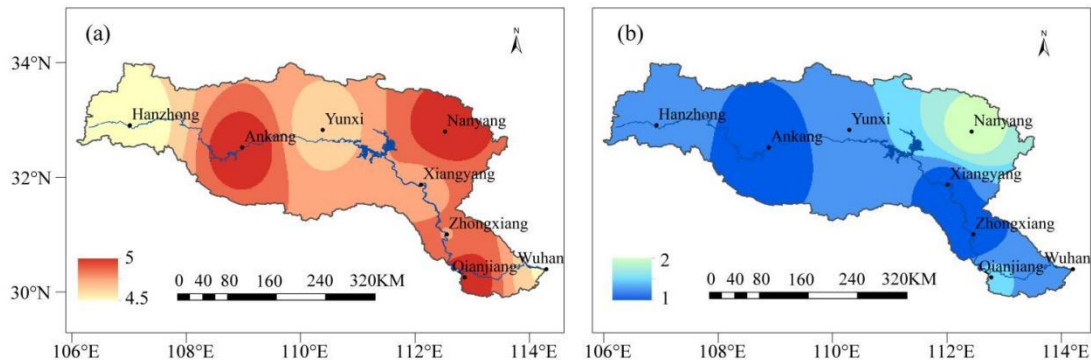 (a)
N
34°N
32°N
30°N
Hanzhong
Ankang
Yunxi
Nanyang
Xiangyang
Zhongxiang
Qianjiang
Wuhan
5
4.5
0 40 80 160 240 320KM
106°E 108°E 110°E 112°E 114°E
(b)
N
Hanzhong
Ankang
Yunxi
Nanyang
Xiangyang
Zhongxiang
Qianjiang
Wuhan
2
1
0 40 80 160 240 320KM
106°E 108°E 110°E 112°E 114°E